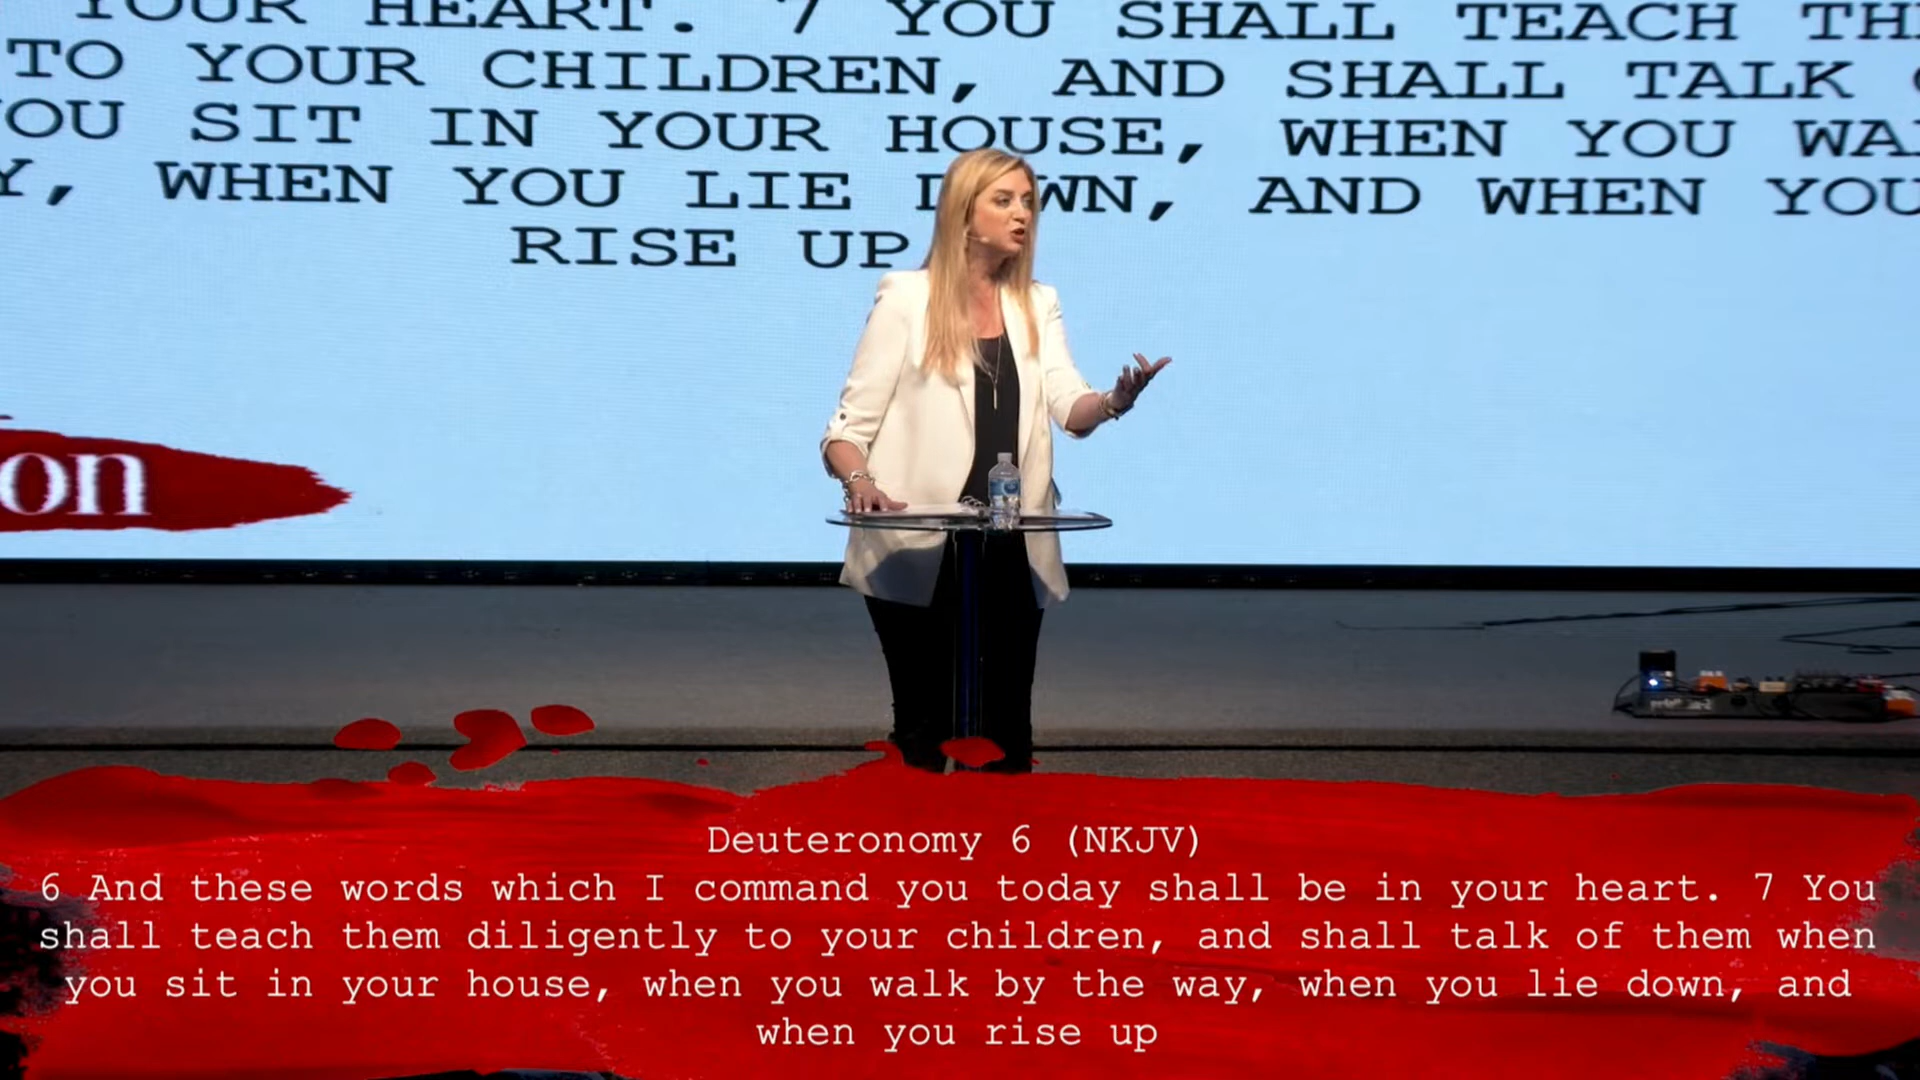 YOUR HEART. 7 YOU SHALL TEACH
TO YOUR CHILDREN, AND SHALL TALK
SIT IN YOUR HOUSE, WHEN YOU
WHEN YOU LIE AND WHEN YOU
RISE UP
on
Deuteronomy 6 (NKJV)
6 And these words which I command you today shall be in your heart. 7 You
shall teach them diligently to your children, and shall talk of them when
you sit in your house, when you walk by the way, when you lie down, and
when you rise up